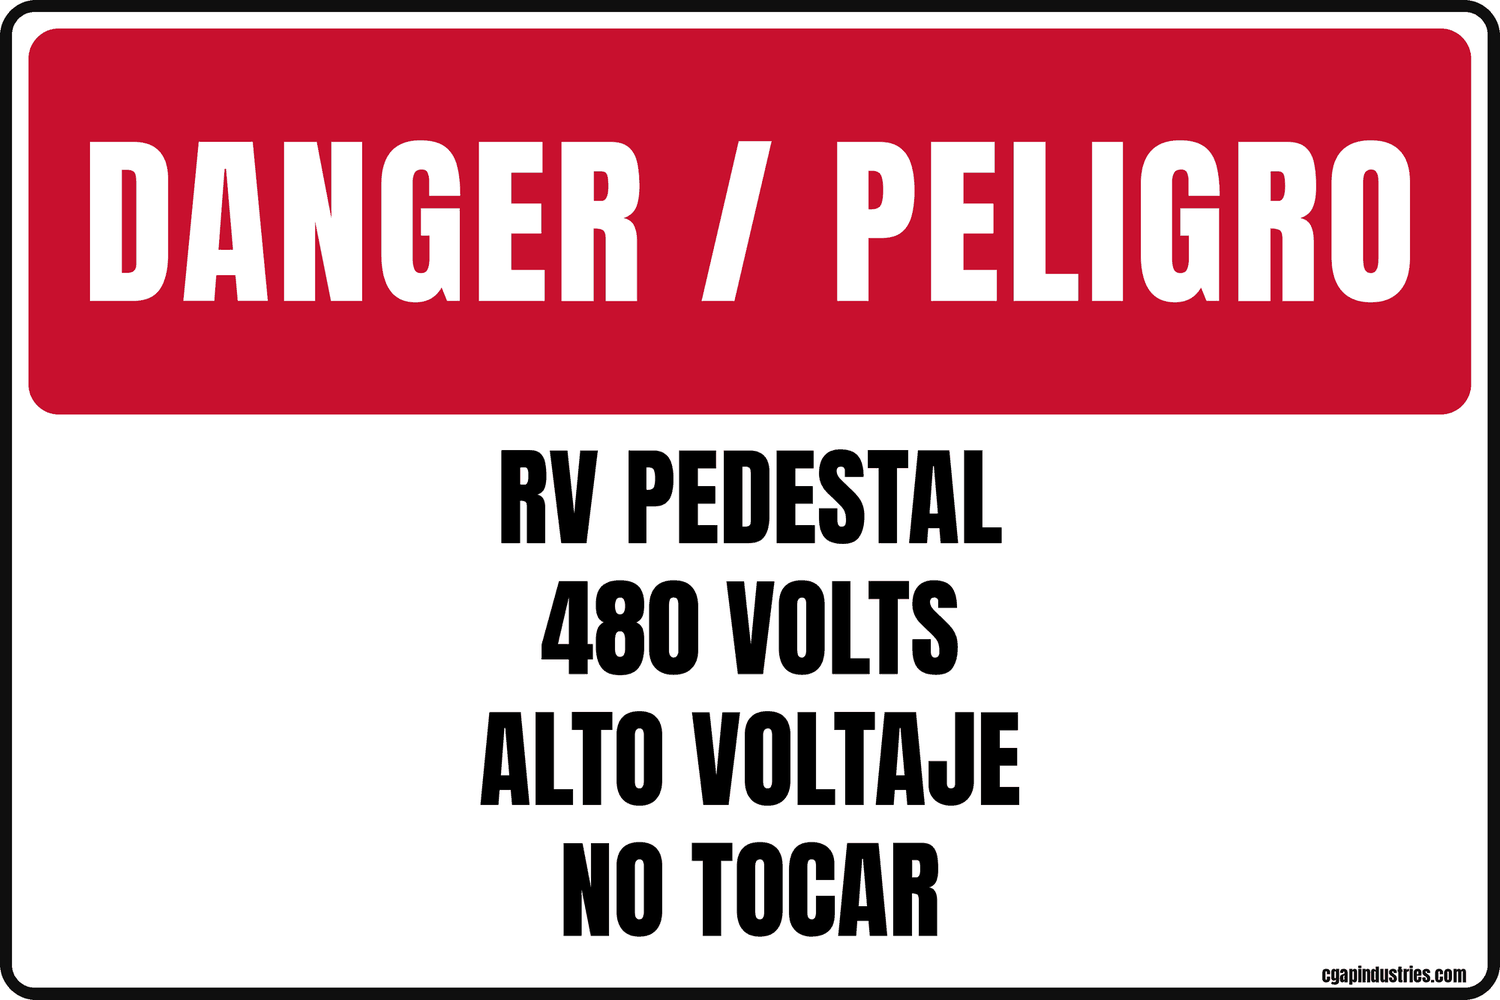 DANGER / PELIGRO
RV PEDESTAL
480 VOLTS
ALTO VOLTAJE
NO TOCAR
cgapindustries.com